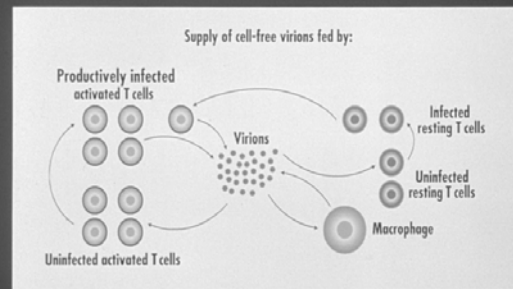 Supply of cell-free virions fed by:
Productively infected
activated T cells
Virions
Infected
resting T cells
Uninfected
resting T cells
Macrophage
Uninfected activated T cells